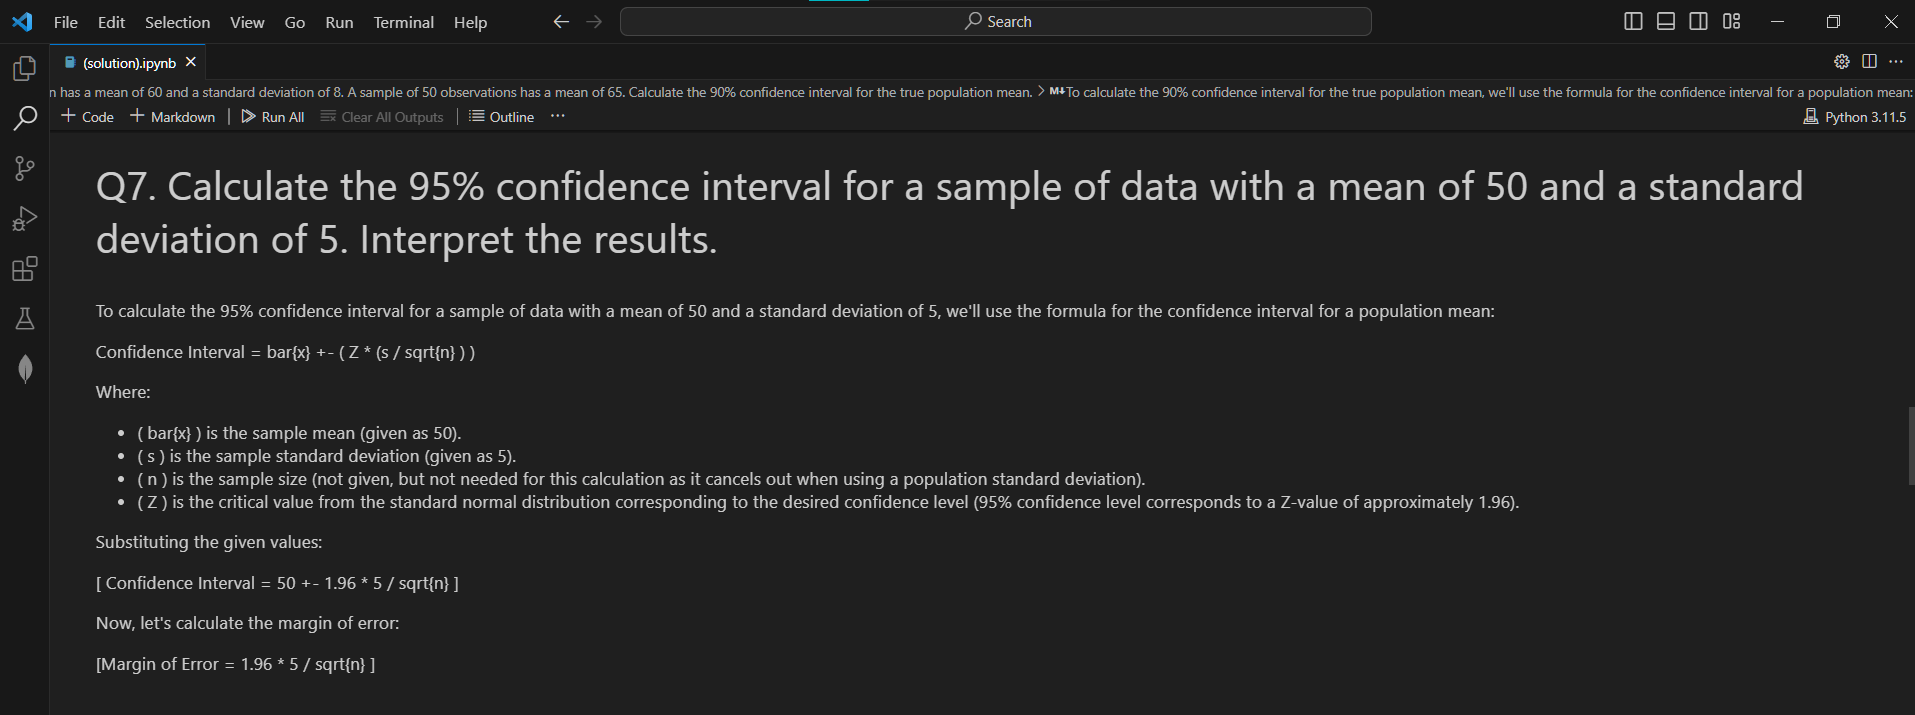 File Edit Selection View Go Run Terminal Help Search
(solution).ipynb
n has a mean of 60 and a standard deviation of 8. A sample of 50 observations has a mean of 65. Calculate the 90% confidence interval for the true population mean. > M↓To calculate the 90% confidence interval for the true population mean, we'll use the formula for the confidence interval for a population mean:
+ Code + Markdown | Run All Clear All Outputs | Outline ··· Python 3.11.5
Q7. Calculate the 95% confidence interval for a sample of data with a mean of 50 and a standard
deviation of 5. Interpret the results.
To calculate the 95% confidence interval for a sample of data with a mean of 50 and a standard deviation of 5, we'll use the formula for the confidence interval for a population mean:
Confidence Interval = bar{x} +- ( Z * (s / sqrt{n} ) )
Where:
• ( bar{x} ) is the sample mean (given as 50).
• ( s ) is the sample standard deviation (given as 5).
• ( n ) is the sample size (not given, but not needed for this calculation as it cancels out when using a population standard deviation).
• ( Z ) is the critical value from the standard normal distribution corresponding to the desired confidence level (95% confidence level corresponds to a Z-value of approximately 1.96).
Substituting the given values:
[ Confidence Interval = 50 +- 1.96 * 5 / sqrt{n} ]
Now, let's calculate the margin of error:
[Margin of Error = 1.96 * 5 / sqrt{n} ]